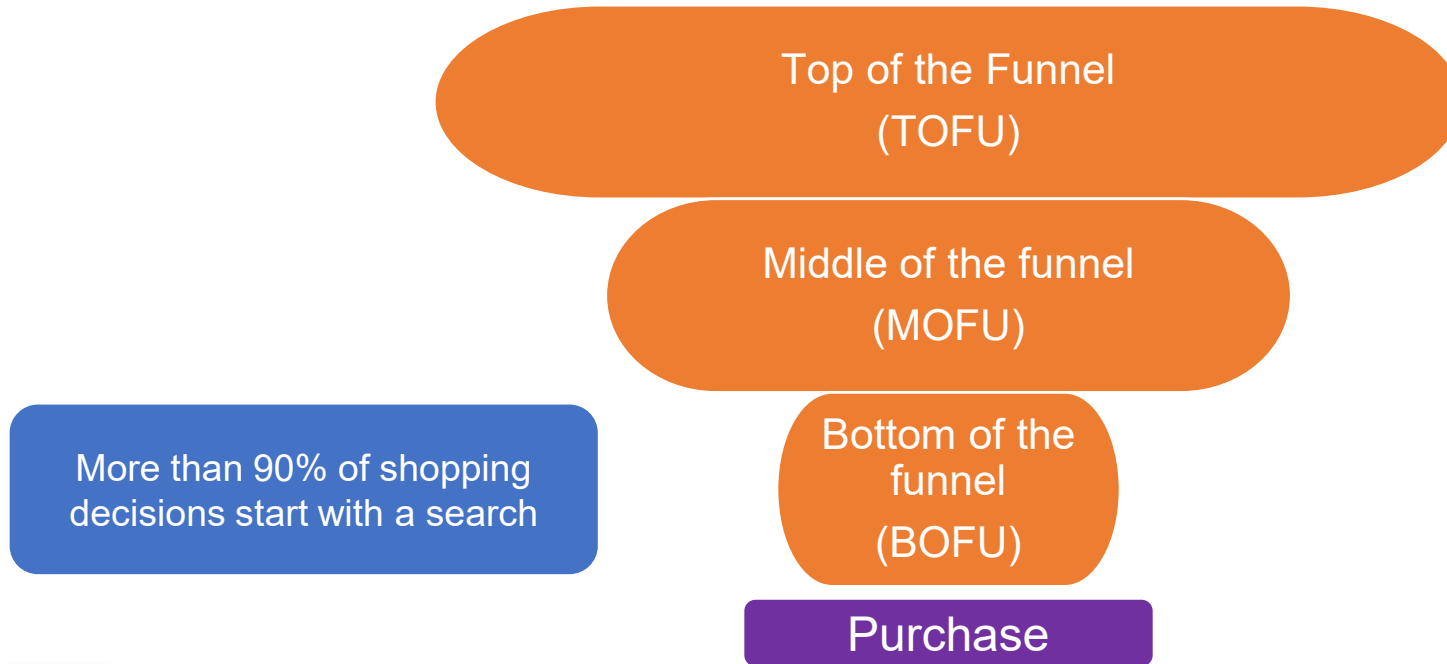 Top of the Funnel
(TOFU)
Middle of the funnel
(MOFU)
More than 90% of shopping
decisions start with a search
Bottom of the
funnel
(BOFU)
Purchase